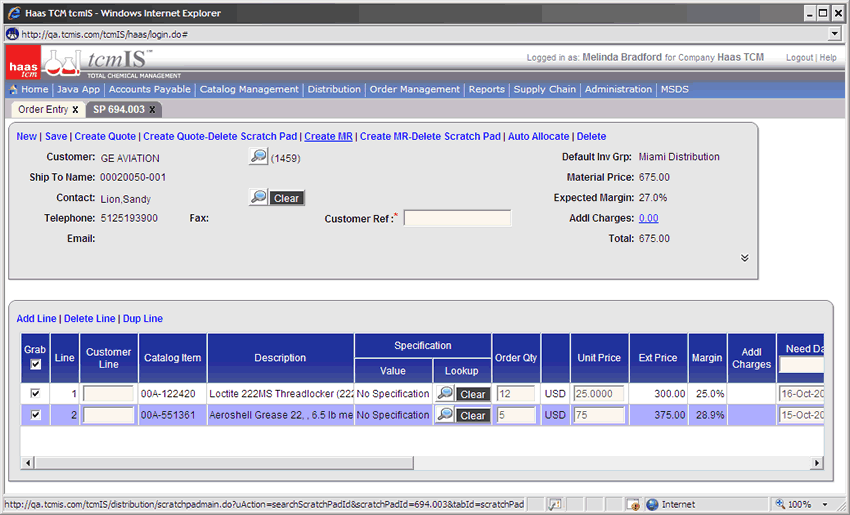 Haas TCM tcmIS - Windows Internet Explorer
http://qa.tcmis.com/tcmIS/haas/login.do#
haas tcm
tcmIS™
TOTAL CHEMICAL MANAGEMENT
Logged in as: Melinda Bradford for Company Haas TCM Logout | Help
Home | Java App | Accounts Payable | Catalog Management | Distribution | Order Management | Reports | Supply Chain | Administration | MSDS
Order Entry x SP 694.003 x
New | Save | Create Quote | Create Quote-Delete Scratch Pad | Create MR | Create MR-Delete Scratch Pad | Auto Allocate | Delete
Customer: GE AVIATION (1459) Default Inv Grp: Miami Distribution
Ship To Name: 00020050-001 Material Price: 675.00
Contact: Lion,Sandy Clear Expected Margin: 27.0%
Telephone: 5125193900 Fax: Customer Ref :* Addl Charges: 0.00
Email: Total: 675.00
Add Line | Delete Line | Dup Line
Grab Line Customer Line Catalog Item Description Specification Value Lookup Order Qty Unit Price Ext Price Margin Addl Charges Need Da
1 00A-122420 Loctite 222MS Threadlocker (222 No Specification Clear 12 USD 25.0000 300.00 25.0% 16-Oct-20
2 00A-551361 Aeroshell Grease 22, , 6.5 lb me No Specification Clear 5 USD 75 375.00 28.9% 15-Oct-20
http://qa.tcmis.com/tcmIS/distribution/scratchpadmain.do?uAction=searchScratchPadId&scratchPadId=694.003&tabId=scratchPad Internet 100%